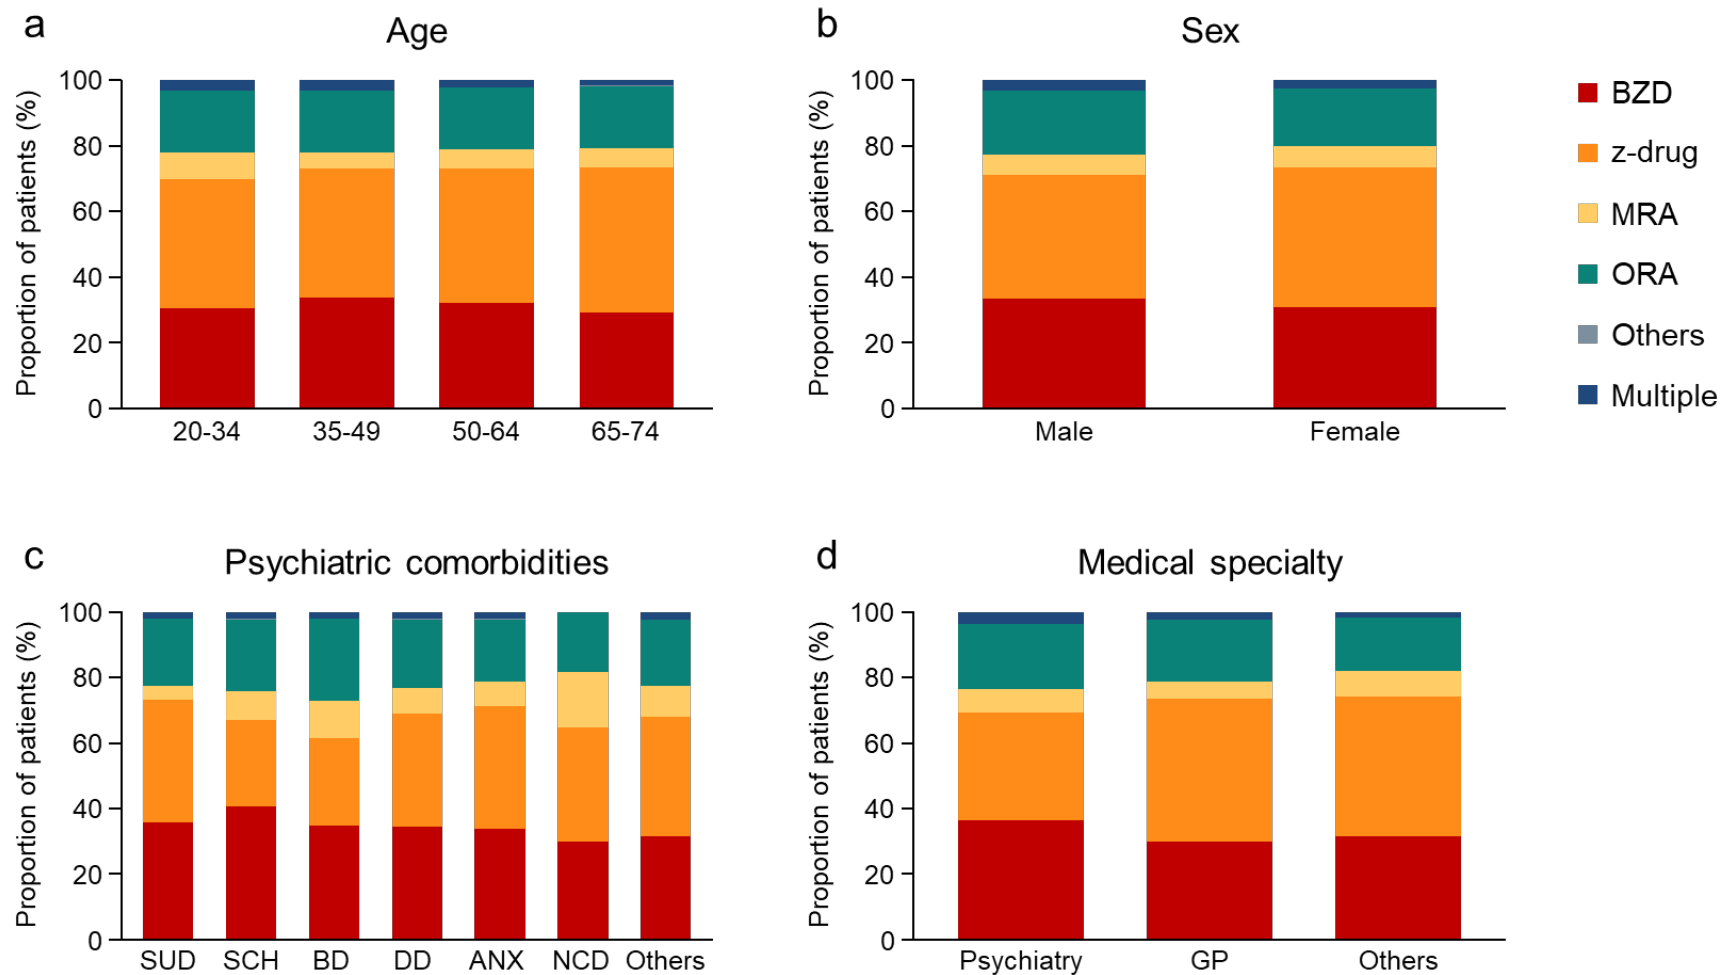 a
Age
Proportion of patients (%)
100
80
60
40
20
0
20-34 35-49 50-64 65-74
b
Sex
Proportion of patients (%)
100
80
60
40
20
0
Male Female
BZD
z-drug
MRA
ORA
Others
Multiple
c
Psychiatric comorbidities
Proportion of patients (%)
100
80
60
40
20
0
SUD SCH BD DD ANX NCD Others
d
Medical specialty
Proportion of patients (%)
100
80
60
40
20
0
Psychiatry GP Others